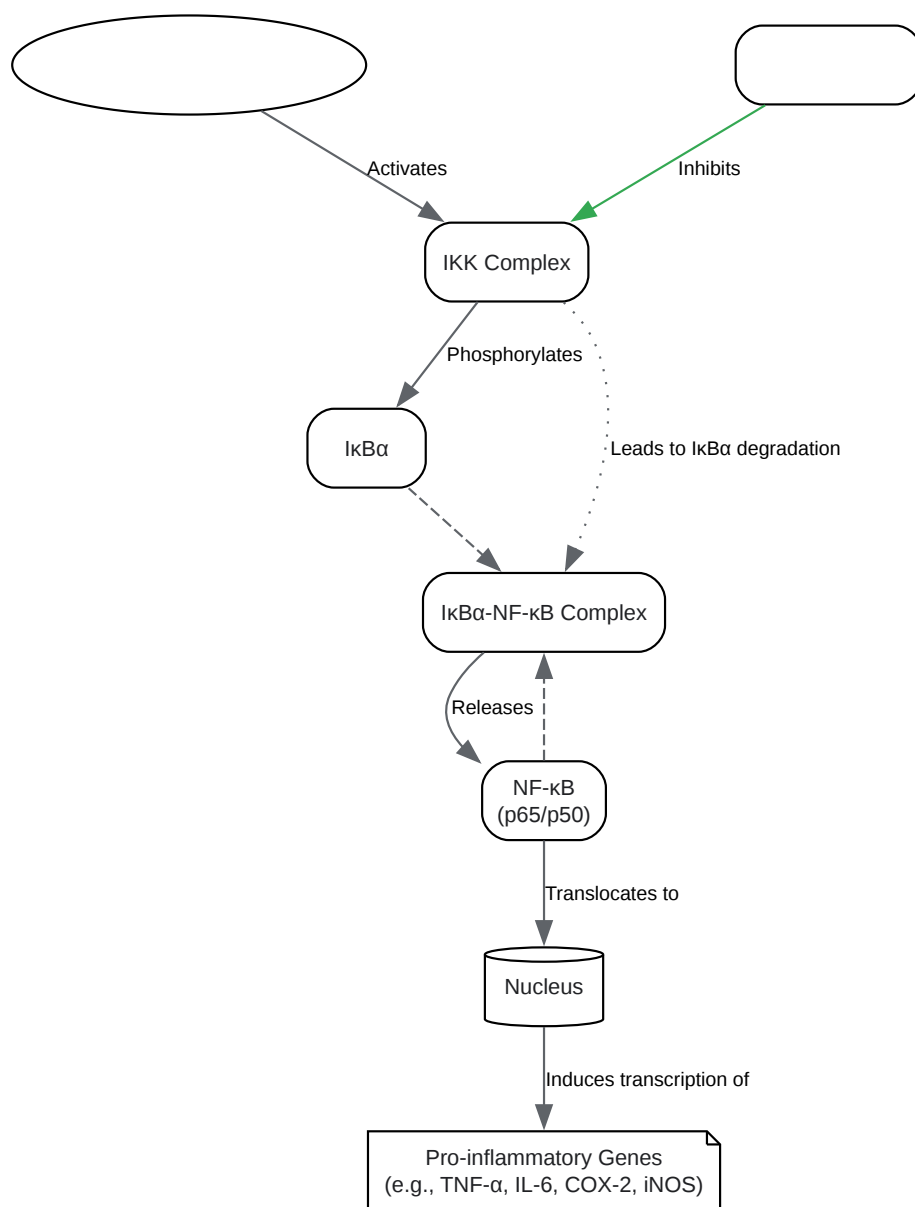 Activates
Inhibits
IKK Complex
Phosphorylates
IκBα
Leads to IκBα degradation
IκBα-NF-κB Complex
Releases
NF-κB
(p65/p50)
Translocates to
Nucleus
Induces transcription of
Pro-inflammatory Genes
(e.g., TNF-α, IL-6, COX-2, iNOS)